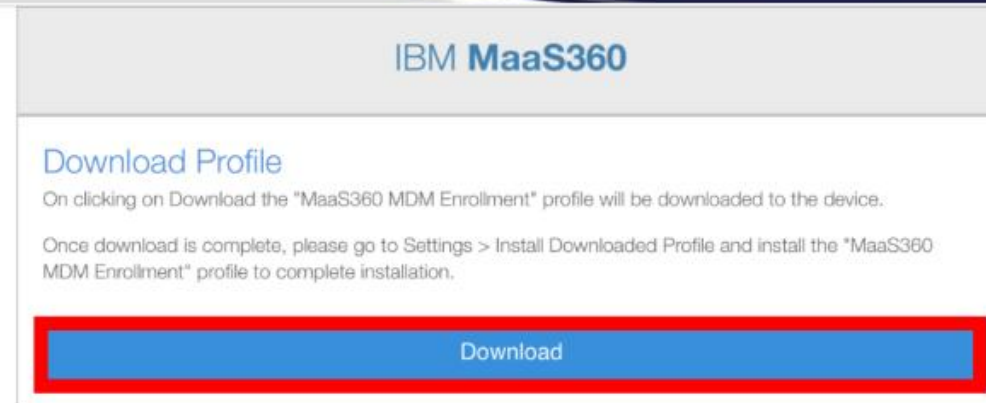 IBM MaaS360
Download Profile
On clicking on Download the "MaaS360 MDM Enrollment" profile will be downloaded to the device.
Once download is complete, please go to Settings > Install Downloaded Profile and install the "MaaS360
MDM Enrollment" profile to complete installation.
Download